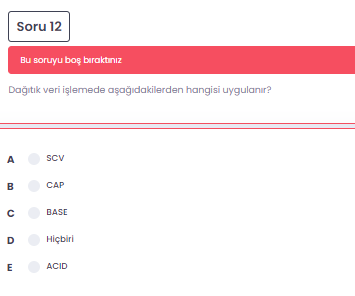 Soru 12
Bu soruyu boş bıraktınız
Dağıtık veri işlemede aşağıdakilerden hangisi uygulanır?
A SCV
B CAP
C BASE
D Hiçbiri
E ACID